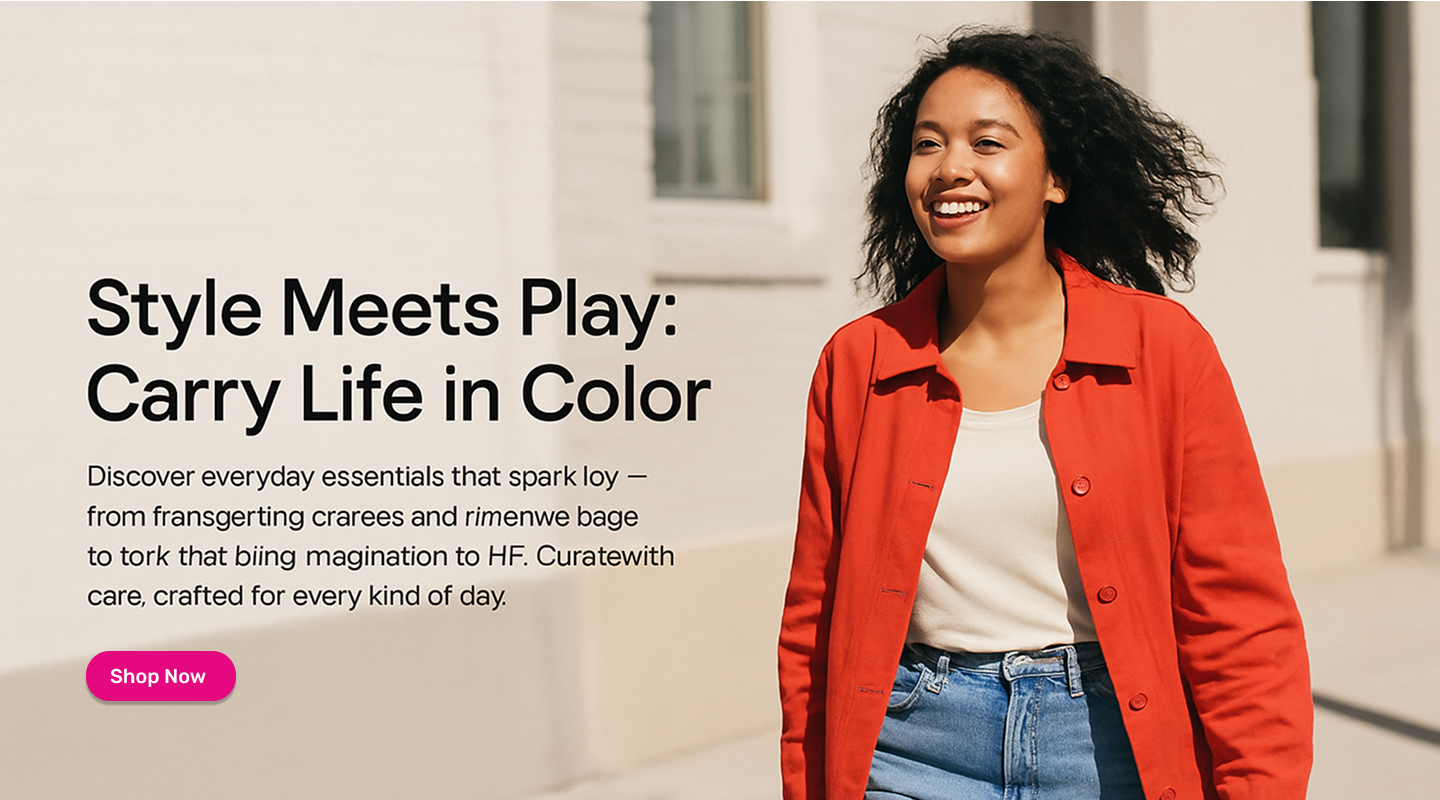 Style Meets Play:
Carry Life in Color
Discover everyday essentials that spark loy —
from fransgerting crarees and rimenwe bage
to tork that biing magination to HF. Curatewith
care, crafted for every kind of day.
Shop Now